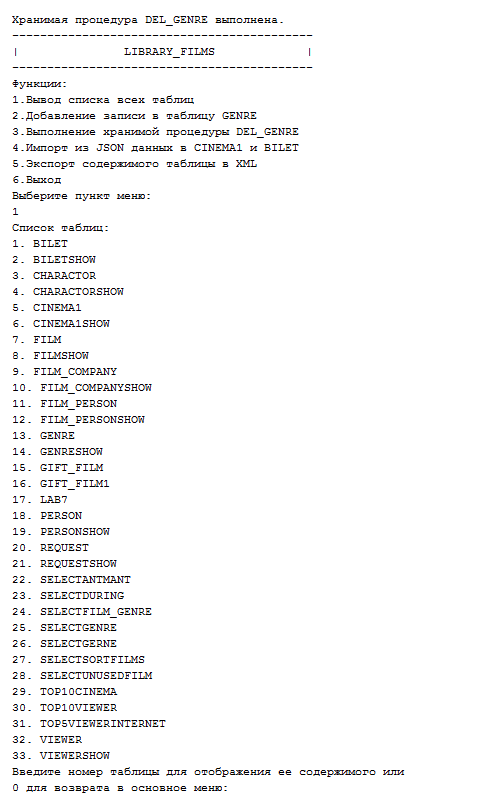 Хранимая процедура DEL_GENRE выполнена.
-------------------------------------------
|               LIBRARY_FILMS             |
-------------------------------------------
Функции:
1.Вывод списка всех таблиц
2.Добавление записи в таблицу GENRE
3.Выполнение хранимой процедуры DEL_GENRE
4.Импорт из JSON данных в CINEMA1 и BILET
5.Экспорт содержимого таблицы в XML
6.Выход
Выберите пункт меню:
1
Список таблиц:
1. BILET
2. BILETSHOW
3. CHARACTOR
4. CHARACTORSHOW
5. CINEMA1
6. CINEMA1SHOW
7. FILM
8. FILMSHOW
9. FILM_COMPANY
10. FILM_COMPANYSHOW
11. FILM_PERSON
12. FILM_PERSONSHOW
13. GENRE
14. GENRESHOW
15. GIFT_FILM
16. GIFT_FILM1
17. LAB7
18. PERSON
19. PERSONSHOW
20. REQUEST
21. REQUESTSHOW
22. SELECTANTMANT
23. SELECTDURING
24. SELECTFILM_GENRE
25. SELECTGENRE
26. SELECTGERNE
27. SELECTSORTFILMS
28. SELECTUNUSEDFILM
29. TOP10CINEMA
30. TOP10VIEWER
31. TOP5VIEWERINTERNET
32. VIEWER
33. VIEWERSHOW
Введите номер таблицы для отображения ее содержимого или
0 для возврата в основное меню: